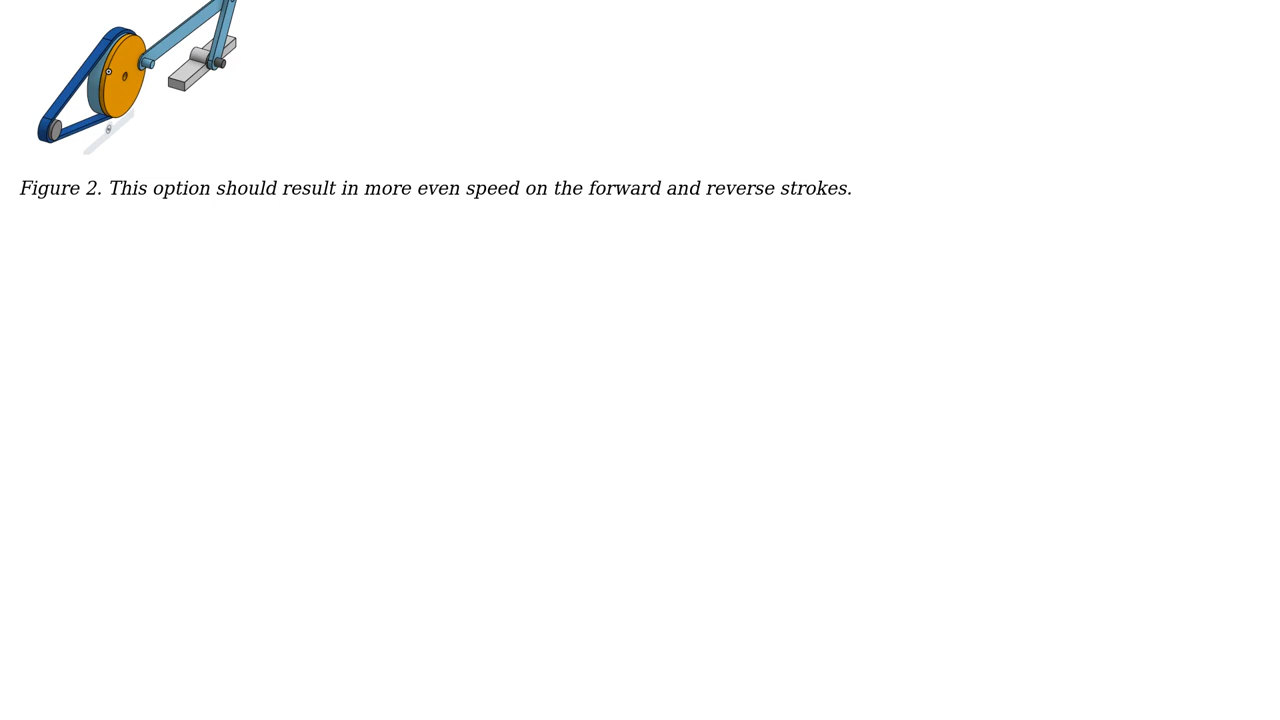 Figure 2. This option should result in more even speed on the forward and reverse strokes.